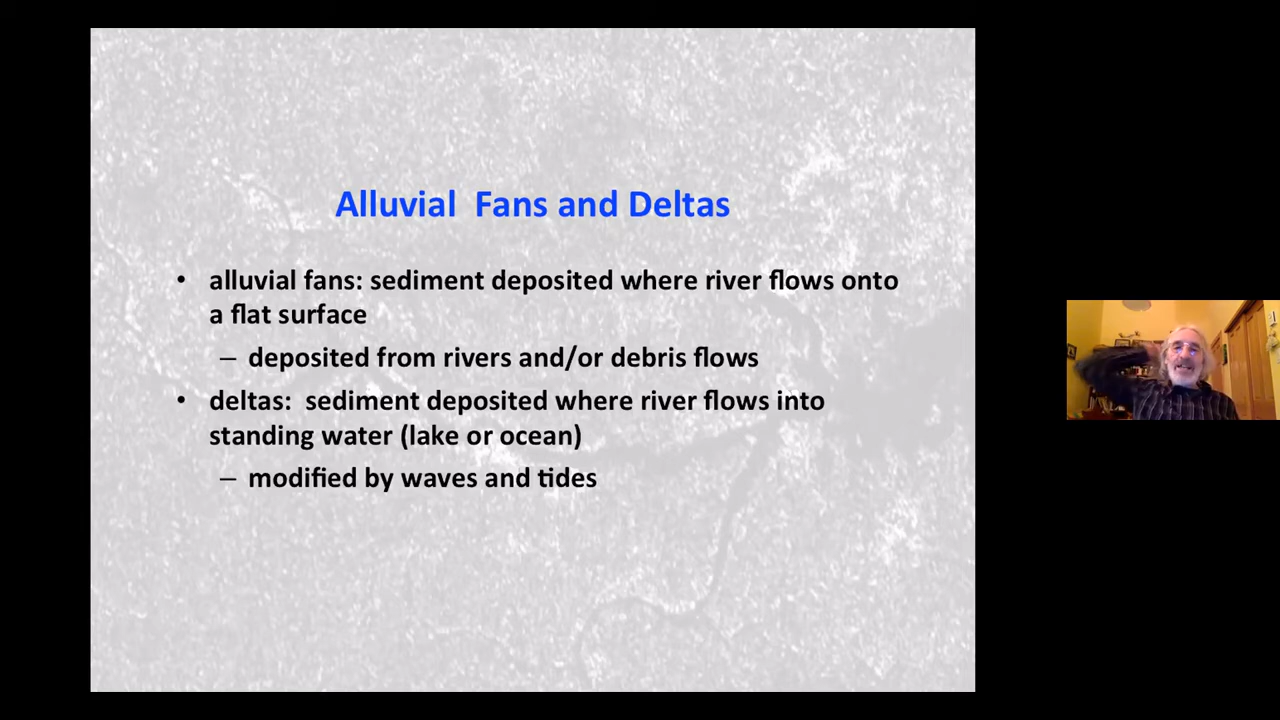 Alluvial  Fans and Deltas
• alluvial fans: sediment deposited where river flows onto
a flat surface
– deposited from rivers and/or debris flows
• deltas:  sediment deposited where river flows into
standing water (lake or ocean)
– modified by waves and tides